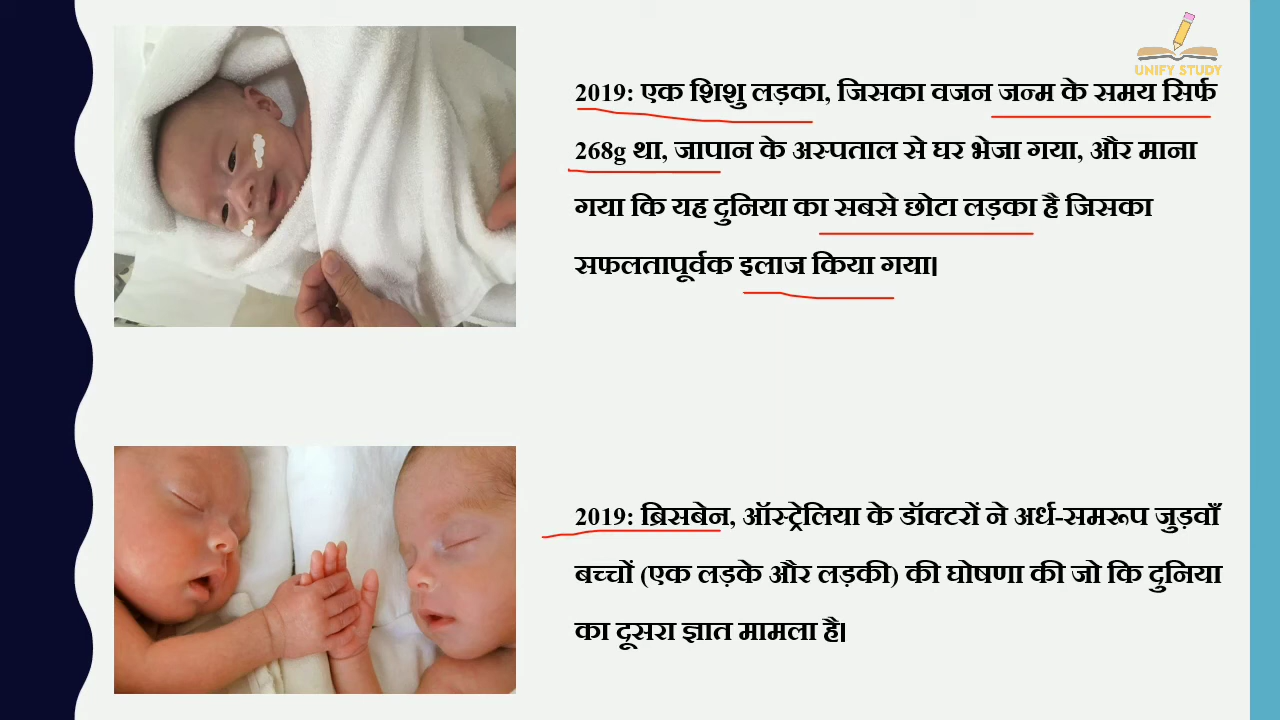 UNIFY STUDY
2019: एक शिशु लड़का, जिसका वजन जन्म के समय सिर्फ
268g था, जापान के अस्पताल से घर भेजा गया, और माना
गया कि यह दुनिया का सबसे छोटा लड़का है जिसका
सफलतापूर्वक इलाज किया गया।
2019: ब्रिसबेन, ऑस्ट्रेलिया के डॉक्टरों ने अर्ध-समरूप जुड़वाँ
बच्चों (एक लड़के और लड़की) की घोषणा की जो कि दुनिया
का दूसरा ज्ञात मामला है।